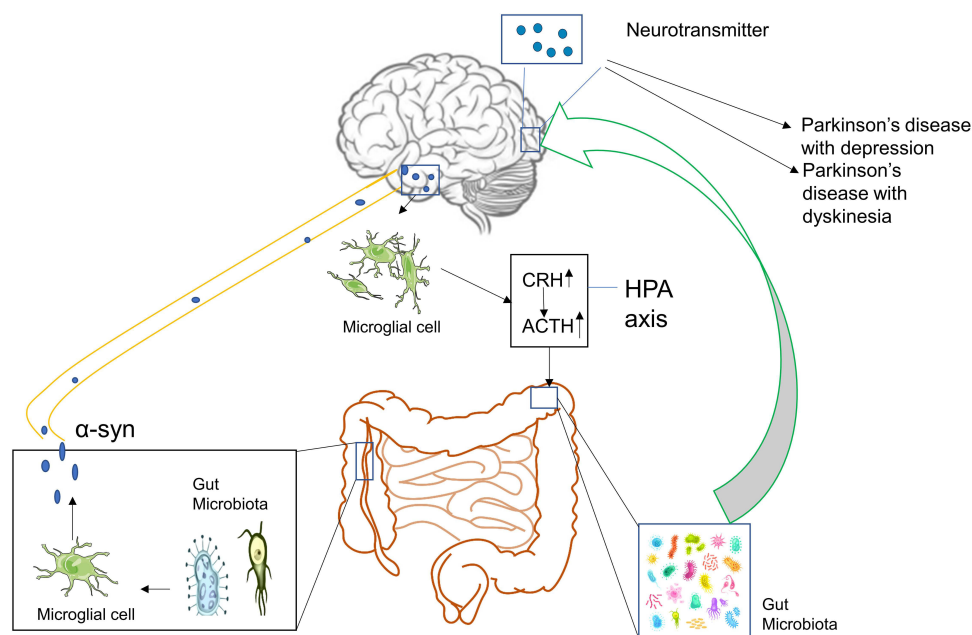 Neurotransmitter
Parkinson’s disease
with depression
Parkinson’s
disease with
dyskinesia
CRH
ACTH
HPA
axis
Microglial cell
α-syn
Gut
Microbiota
Microglial cell
Gut
Microbiota